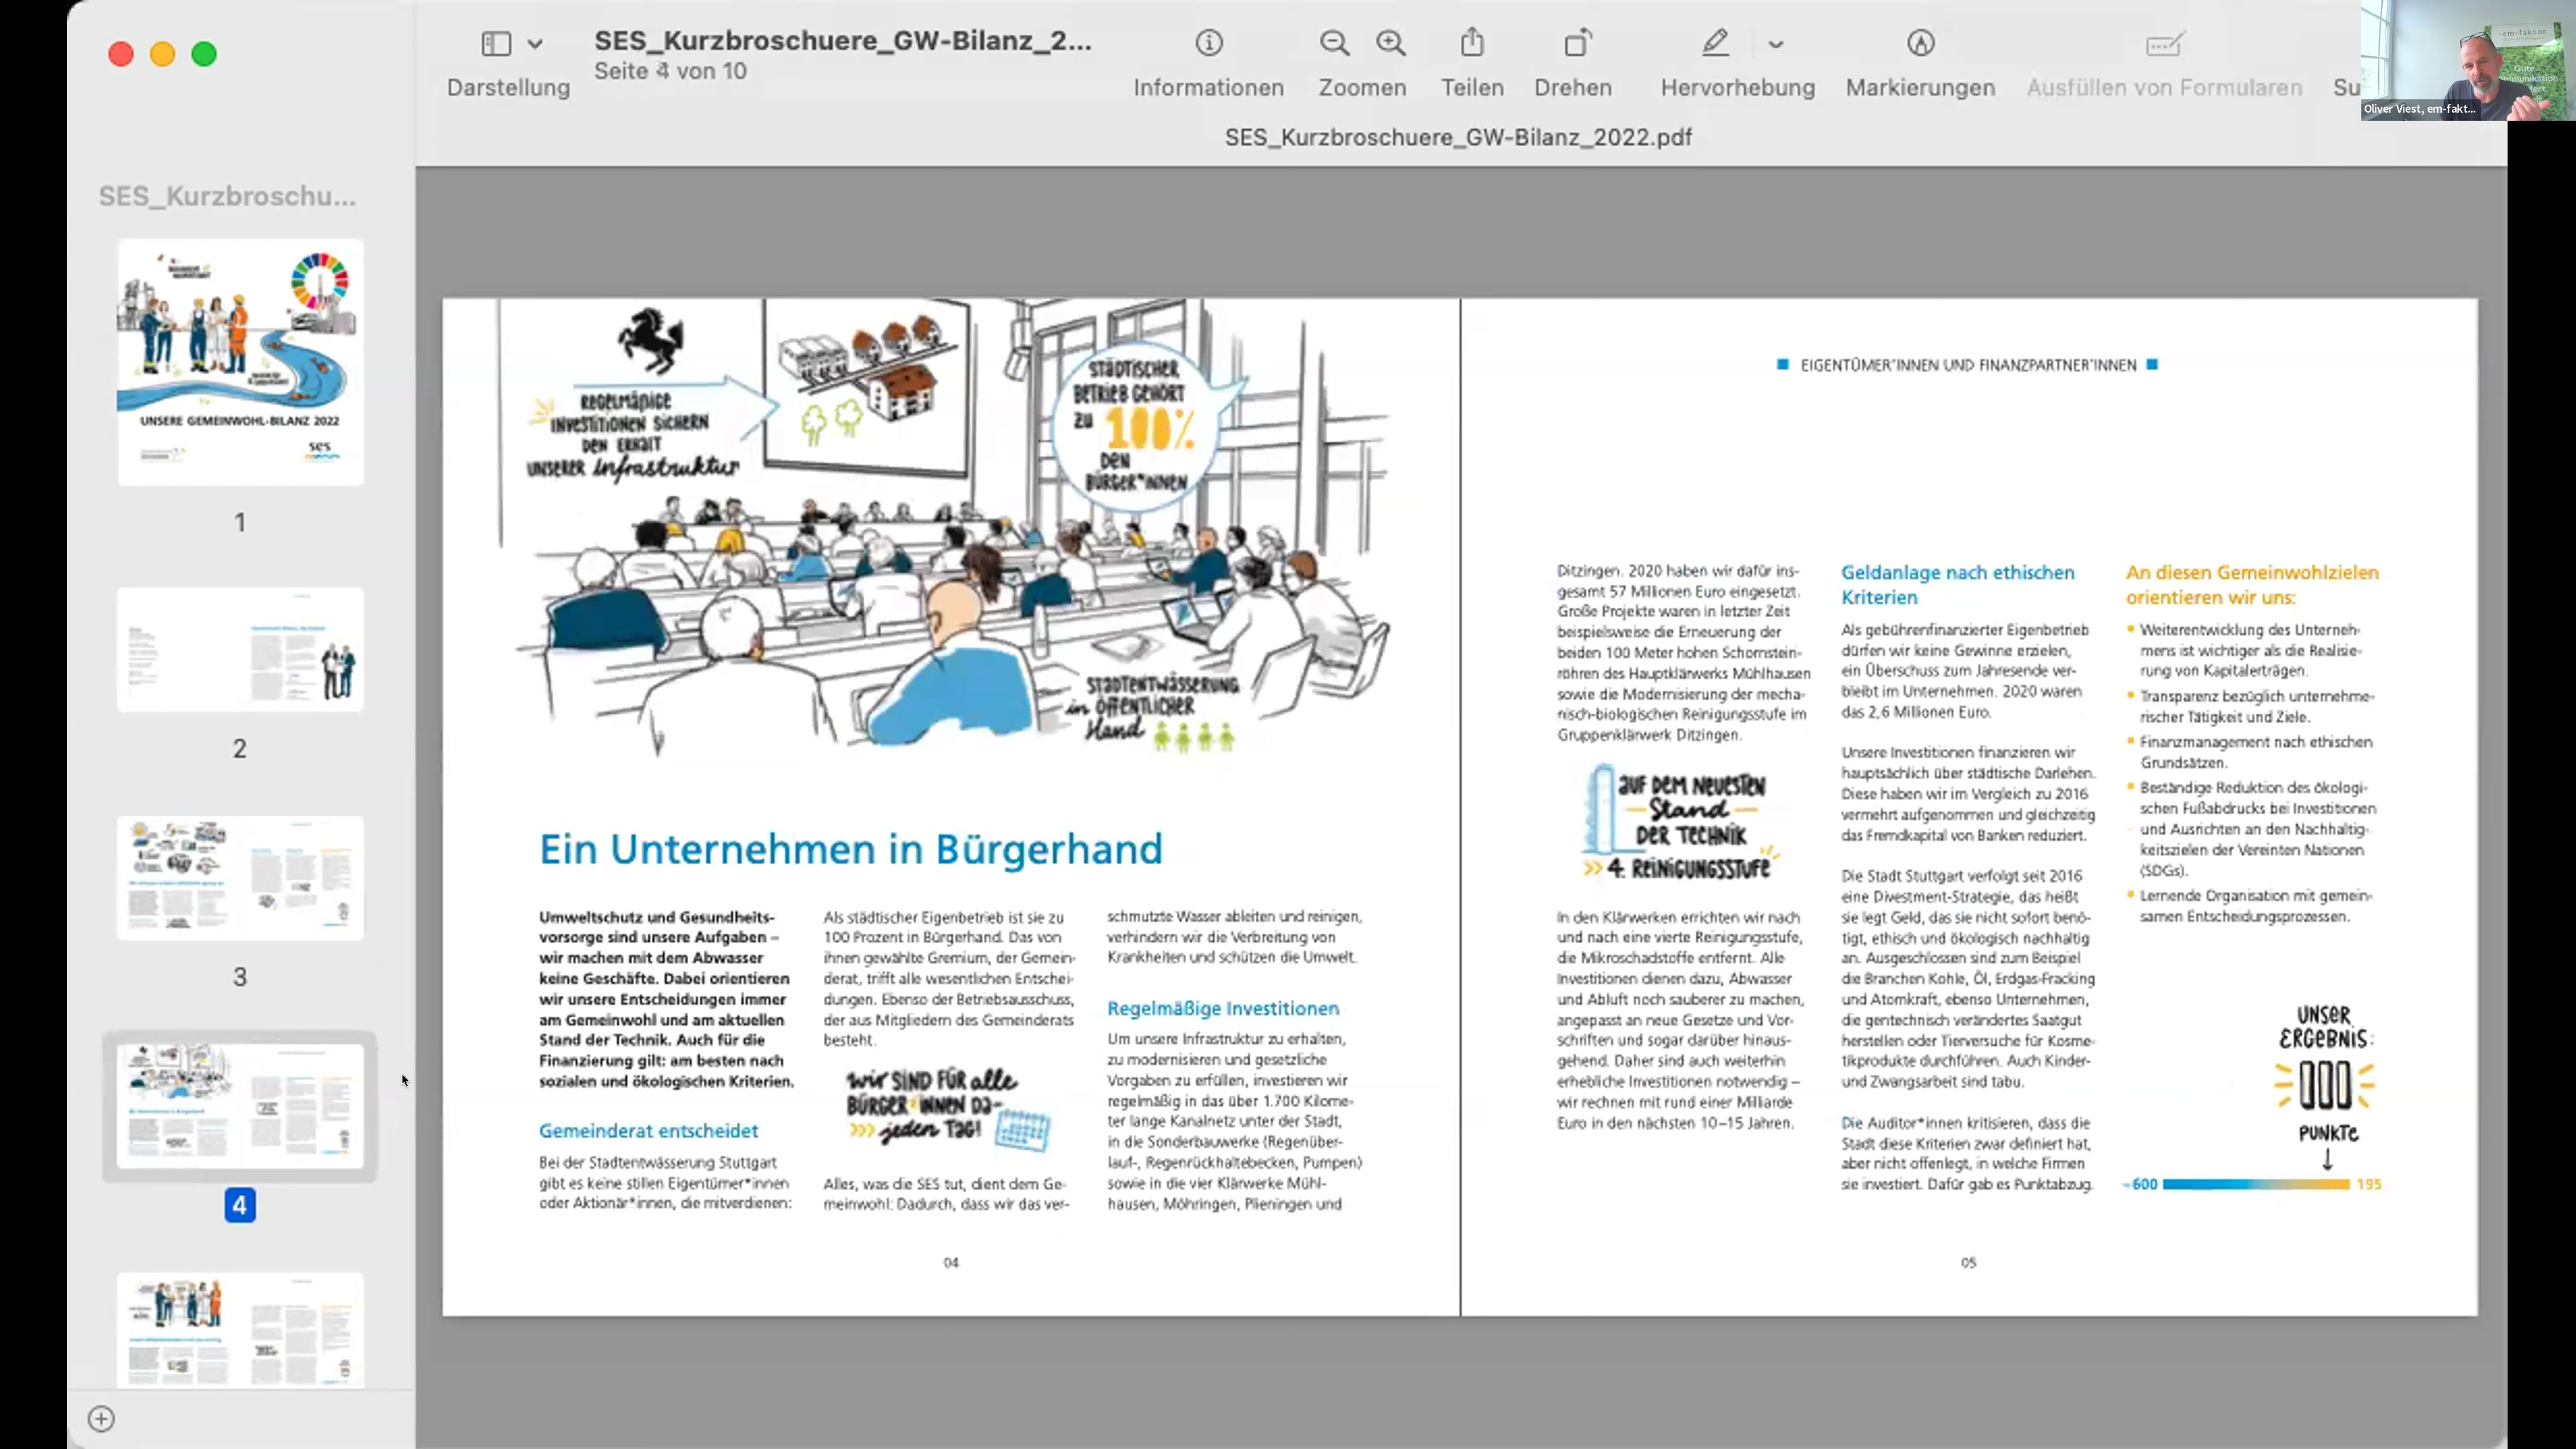 SES_Kurzbroschuere_GW-Bilanz_2...
Seite 4 von 10
Darstellung
Informationen
Zoomen
Teilen
Drehen
Hervorhebung
Markierungen
Ausfüllen von Formularen
Su
Oliver Viest, em-fakt...
em-faktor
SES_Kurzbroschuere_GW-Bilanz_2022.pdf
SES_Kurzbroschu...
UNSERE GEMEINWOHL-BILANZ 2022
ses
1
2
3
4
REGELMÄßIGE
INVESTITIONEN SICHERN
DEN ERHALT
UNSERER Infrastruktur
STÄDTISCHER
BETRIEB GEHÖRT
ZU 100%
DEN
BÜRGER*INNEN
STADTENTWÄSSERUNG
in ÖFFENTLICHER
Hand
Ein Unternehmen in Bürgerhand
Umweltschutz und Gesundheits-
vorsorge sind unsere Aufgaben –
wir machen mit dem Abwasser
keine Geschäfte. Dabei orientieren
wir unsere Entscheidungen immer
am Gemeinwohl und am aktuellen
Stand der Technik. Auch für die
Finanzierung gilt: am besten nach
sozialen und ökologischen Kriterien.
Gemeinderat entscheidet
Bei der Stadtentwässerung Stuttgart
gibt es keine stillen Eigentümer*innen
oder Aktionär*innen, die mitverdienen:
Als städtischer Eigenbetrieb ist sie zu
100 Prozent in Bürgerhand. Das von
ihnen gewählte Gremium, der Gemein-
derat, trifft alle wesentlichen Entschei-
dungen. Ebenso der Betriebsausschuss,
der aus Mitgliedern des Gemeinderats
besteht.
WIR SIND FÜR alle
BÜRGER*INNEN DA–
>>> jeden TAG!
Alles, was die SES tut, dient dem Ge-
meinwohl: Dadurch, dass wir das ver-
schmutzte Wasser ableiten und reinigen,
verhindern wir die Verbreitung von
Krankheiten und schützen die Umwelt.
Regelmäßige Investitionen
Um unsere Infrastruktur zu erhalten,
zu modernisieren und gesetzliche
Vorgaben zu erfüllen, investieren wir
regelmäßig in das über 1.700 Kilome-
ter lange Kanalnetz unter der Stadt,
in die Sonderbauwerke (Regenüber-
lauf-, Regenrückhaltebecken, Pumpen)
sowie in die vier Klärwerke Mühl-
hausen, Möhringen, Plieningen und
04
EIGENTÜMER*INNEN UND FINANZPARTNER*INNEN
Ditzingen. 2020 haben wir dafür ins-
gesamt 57 Millionen Euro eingesetzt.
Große Projekte waren in letzter Zeit
beispielsweise die Erneuerung der
beiden 100 Meter hohen Schornstein-
röhren des Hauptklärwerks Mühlhausen
sowie die Modernisierung der mecha-
nisch-biologischen Reinigungsstufe im
Gruppenklärwerk Ditzingen.
AUF DEM NEUESTEN
Stand
DER TECHNIK
>> 4. REINIGUNGSSTUFE
In den Klärwerken errichten wir nach
und nach eine vierte Reinigungsstufe,
die Mikroschadstoffe entfernt. Alle
Investitionen dienen dazu, Abwasser
und Abluft noch sauberer zu machen,
angepasst an neue Gesetze und Vor-
schriften und sogar darüber hinaus-
gehend. Daher sind auch weiterhin
erhebliche Investitionen notwendig –
wir rechnen mit rund einer Milliarde
Euro in den nächsten 10–15 Jahren.
Geldanlage nach ethischen
Kriterien
Als gebührenfinanzierter Eigenbetrieb
dürfen wir keine Gewinne erzielen,
ein Überschuss zum Jahresende ver-
bleibt im Unternehmen. 2020 waren
das 2,6 Millionen Euro.
Unsere Investitionen finanzieren wir
hauptsächlich über städtische Darlehen.
Diese haben wir im Vergleich zu 2016
vermehrt aufgenommen und gleichzeitig
das Fremdkapital von Banken reduziert.
Die Stadt Stuttgart verfolgt seit 2016
eine Divestment-Strategie, das heißt
sie legt Geld, das sie nicht sofort benö-
tigt, ethisch und ökologisch nachhaltig
an. Ausgeschlossen sind zum Beispiel
die Branchen Kohle, Öl, Erdgas-Fracking
und Atomkraft, ebenso Unternehmen,
die gentechnisch verändertes Saatgut
herstellen oder Tierversuche für Kosme-
tikprodukte durchführen. Auch Kinder-
und Zwangsarbeit sind tabu.
Die Auditor*innen kritisieren, dass die
Stadt diese Kriterien zwar definiert hat,
aber nicht offenlegt, in welche Firmen
sie investiert. Dafür gab es Punktabzug.
An diesen Gemeinwohlzielen
orientieren wir uns:
Weiterentwicklung des Unterneh-
mens ist wichtiger als die Realisie-
rung von Kapitalerträgen.
Transparenz bezüglich unternehme-
rischer Tätigkeit und Ziele.
Finanzmanagement nach ethischen
Grundsätzen.
Beständige Reduktion des ökologi-
schen Fußabdrucks bei Investitionen
und Ausrichten an den Nachhaltig-
keitszielen der Vereinten Nationen
(SDGs).
Lernende Organisation mit gemein-
samen Entscheidungsprozessen.
UNSER
ERGEBNIS:
PUNKTE
-600
195
05